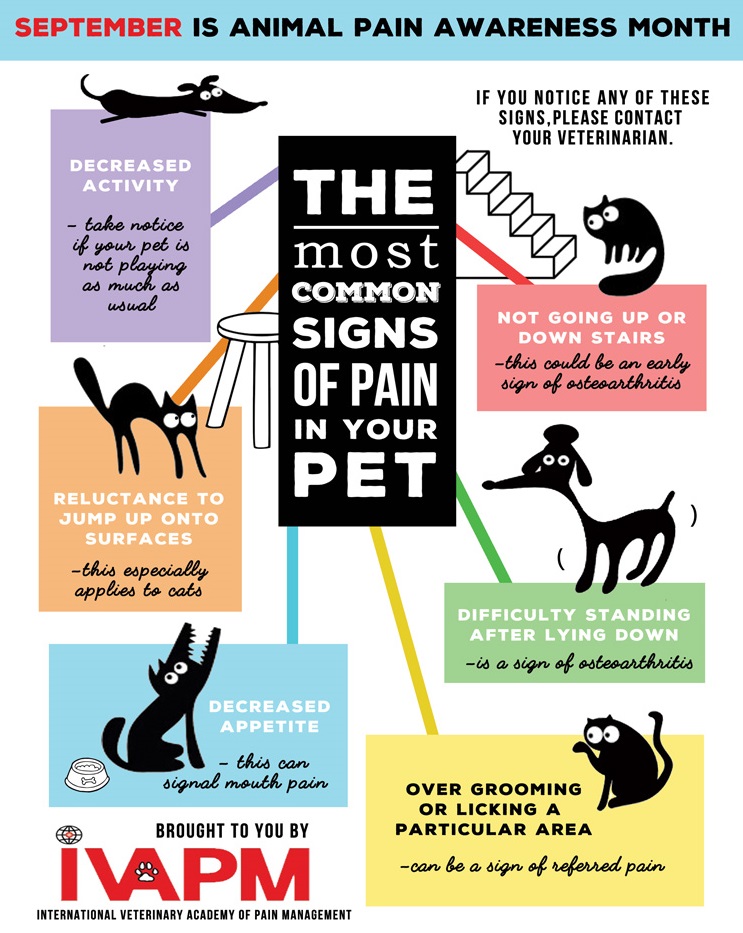 SEPTEMBER IS ANIMAL PAIN AWARENESS MONTH
IF YOU NOTICE ANY OF THESE
SIGNS,PLEASE CONTACT
YOUR VETERINARIAN.
THE
most
COMMON
SIGNS
OF PAIN
IN YOUR
PET
DECREASED
ACTIVITY
- take notice
if your pet is
not playing
as much as
usual
NOT GOING UP OR
DOWN STAIRS
-this could be an early
sign of osteoarthritis
RELUCTANCE TO
JUMP UP ONTO
SURFACES
-this especially
applies to cats
DIFFICULTY STANDING
AFTER LYING DOWN
-is a sign of osteoarthritis
DECREASED
APPETITE
- this can
signal mouth pain
OVER GROOMING
OR LICKING A
PARTICULAR AREA
-can be a sign of referred pain
BROUGHT TO YOU BY
IVAPM
INTERNATIONAL VETERINARY ACADEMY OF PAIN MANAGEMENT